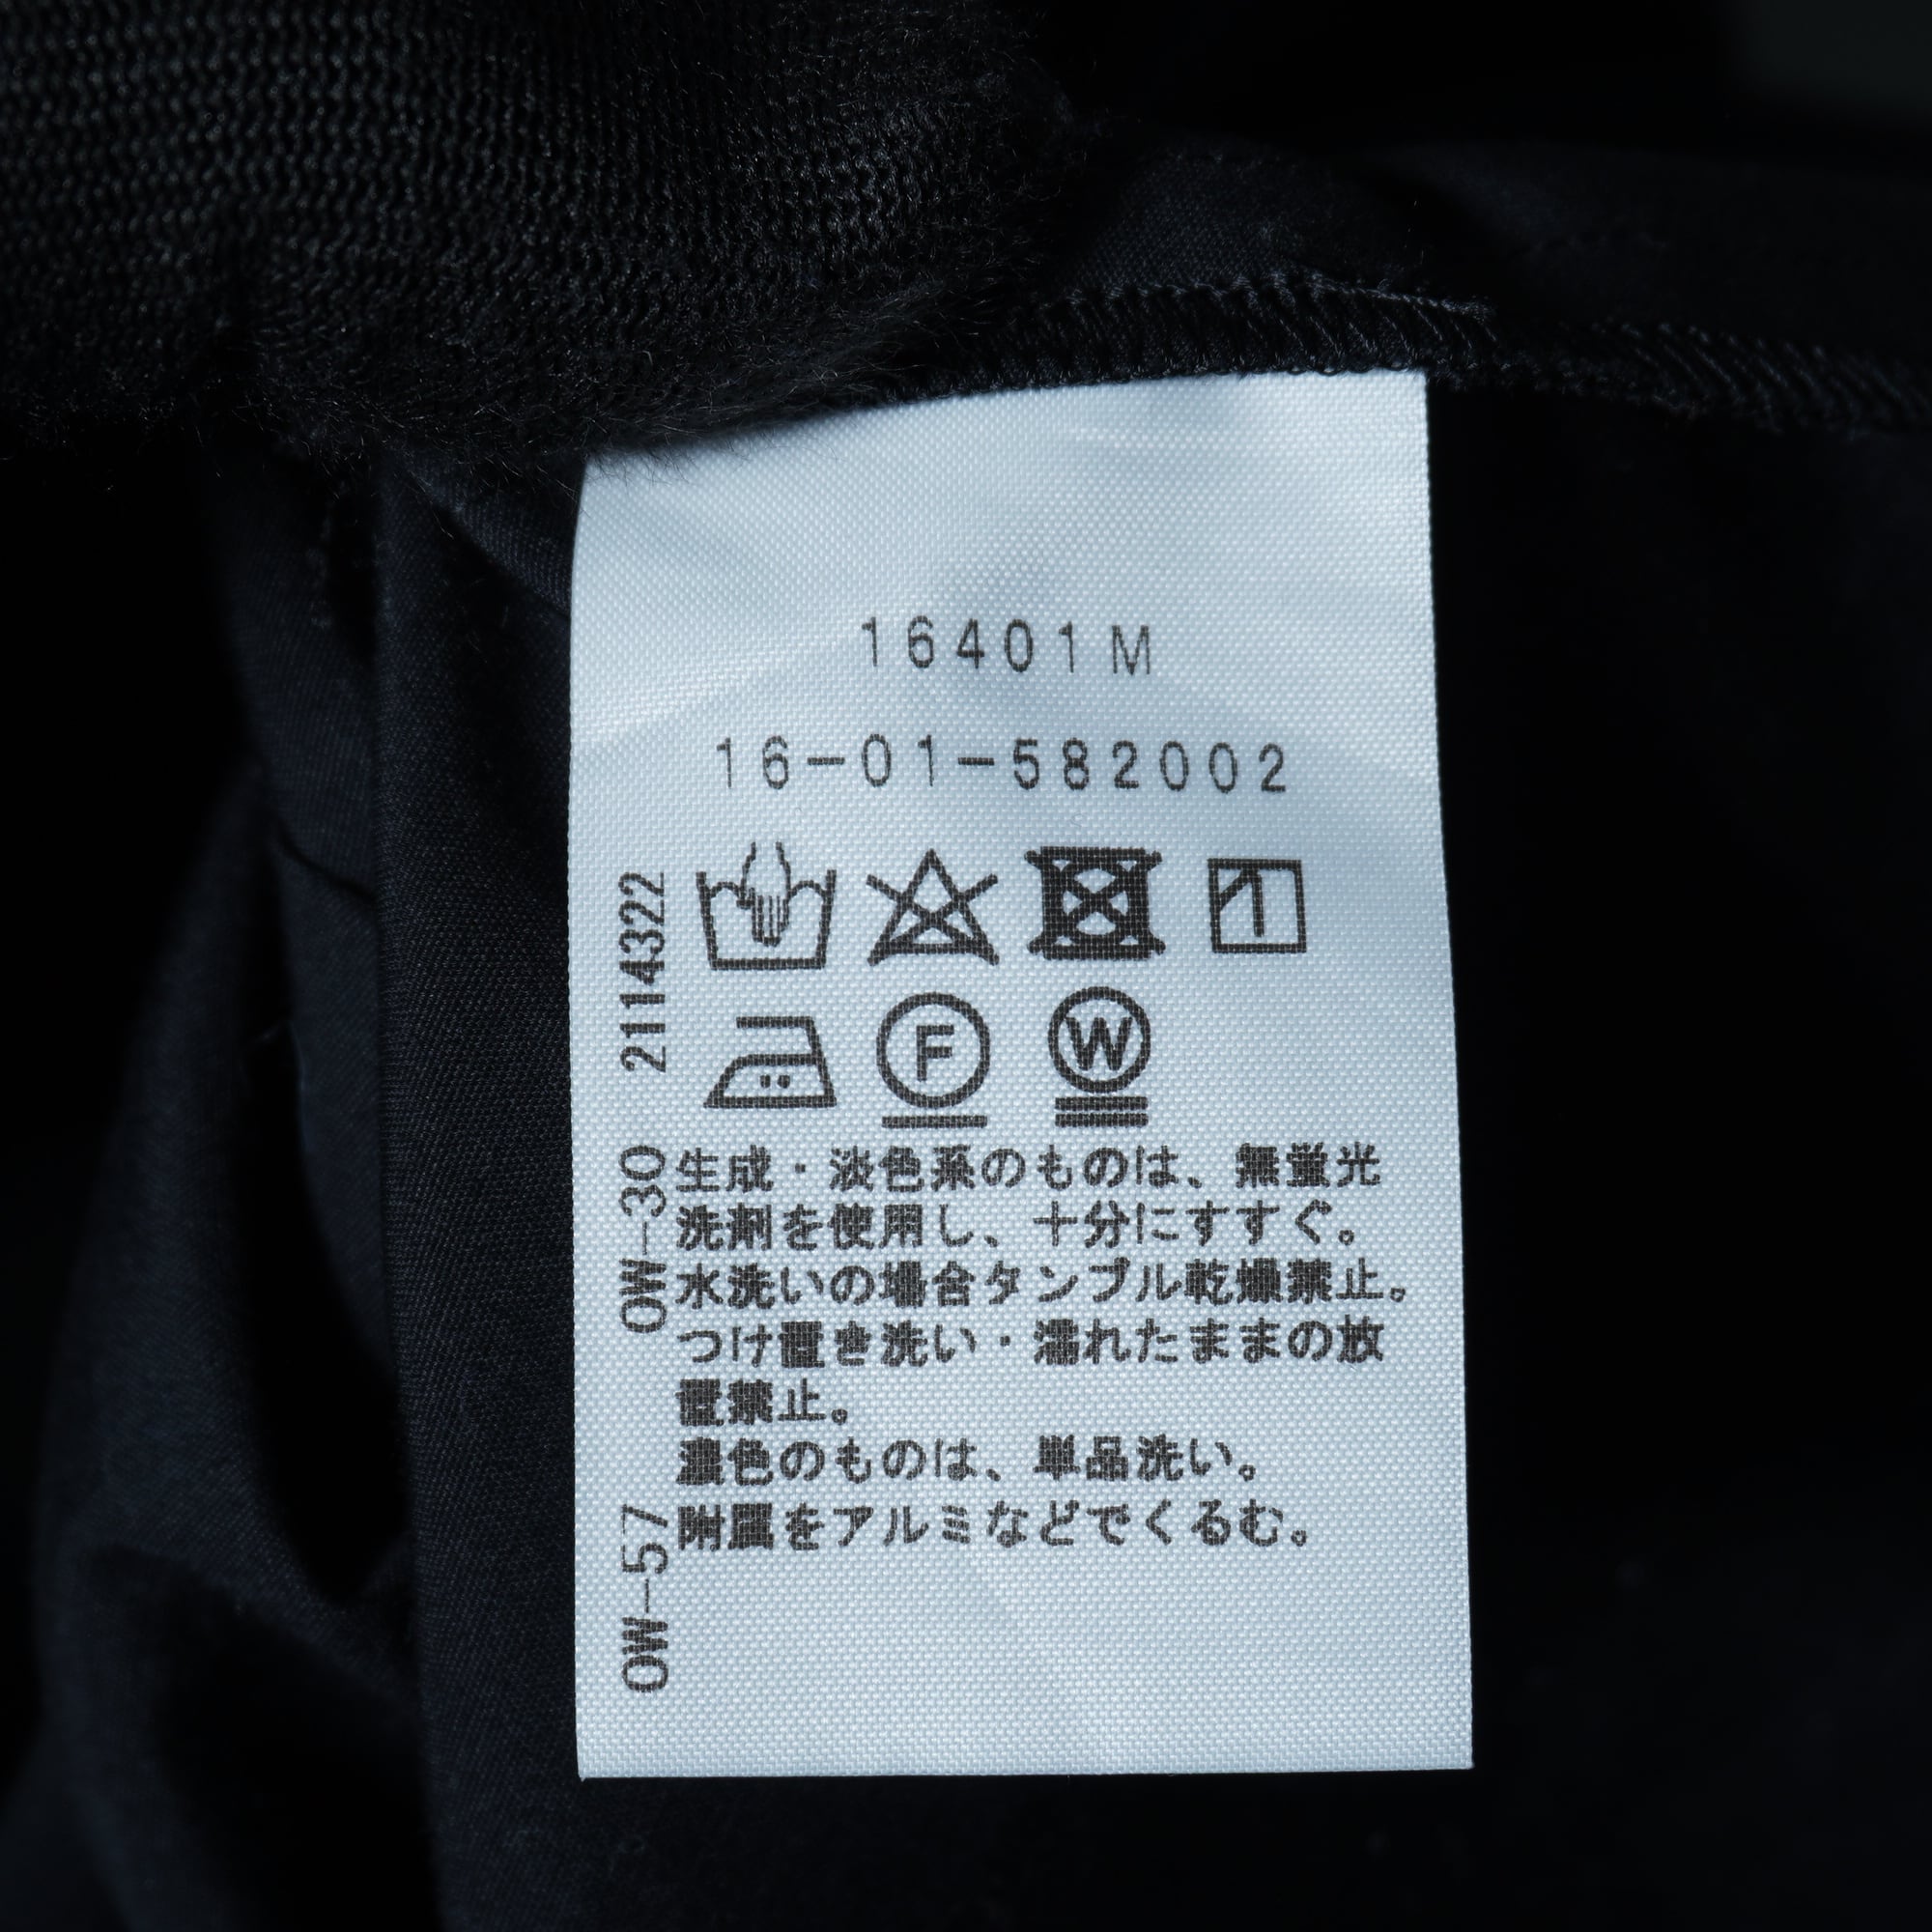 16401M
16-01-582002
F W
生成・淡色系のものは、無蛍光
洗剤を使用し、十分にすすぐ。
水洗いの場合タンブル乾燥禁止。
つけ置き洗い・濡れたままの放
置禁止。
濃色のものは、単品洗い。
附属をアルミなどでくるむ。
OW-57 OW-30 2114322